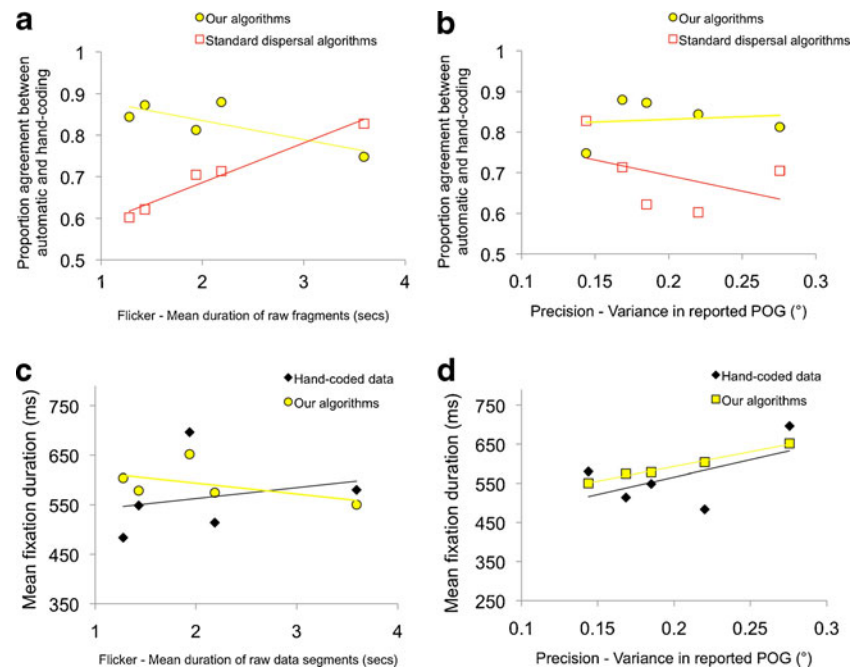 a
Our algorithms
Standard dispersal algorithms
Proportion agreement between
automatic and hand-coding
1
0.9
0.8
0.7
0.6
0.5
1
2
3
4
Flicker - Mean duration of raw fragments (secs)
b
Our algorithms
Standard dispersal algorithms
Proportion agreement between
automatic and hand-coding
1
0.9
0.8
0.7
0.6
0.5
0.1
0.15
0.2
0.25
0.3
Precision - Variance in reported POG (°)
c
Hand-coded data
Our algorithms
Mean fixation duration (ms)
750
650
550
450
350
1
2
3
4
Flicker - Mean duration of raw data segments (secs)
d
Hand-coded data
Our algorithms
Mean fixation duration (ms)
750
650
550
450
350
250
0.1
0.15
0.2
0.25
0.3
Precision - Variance in reported POG (°)